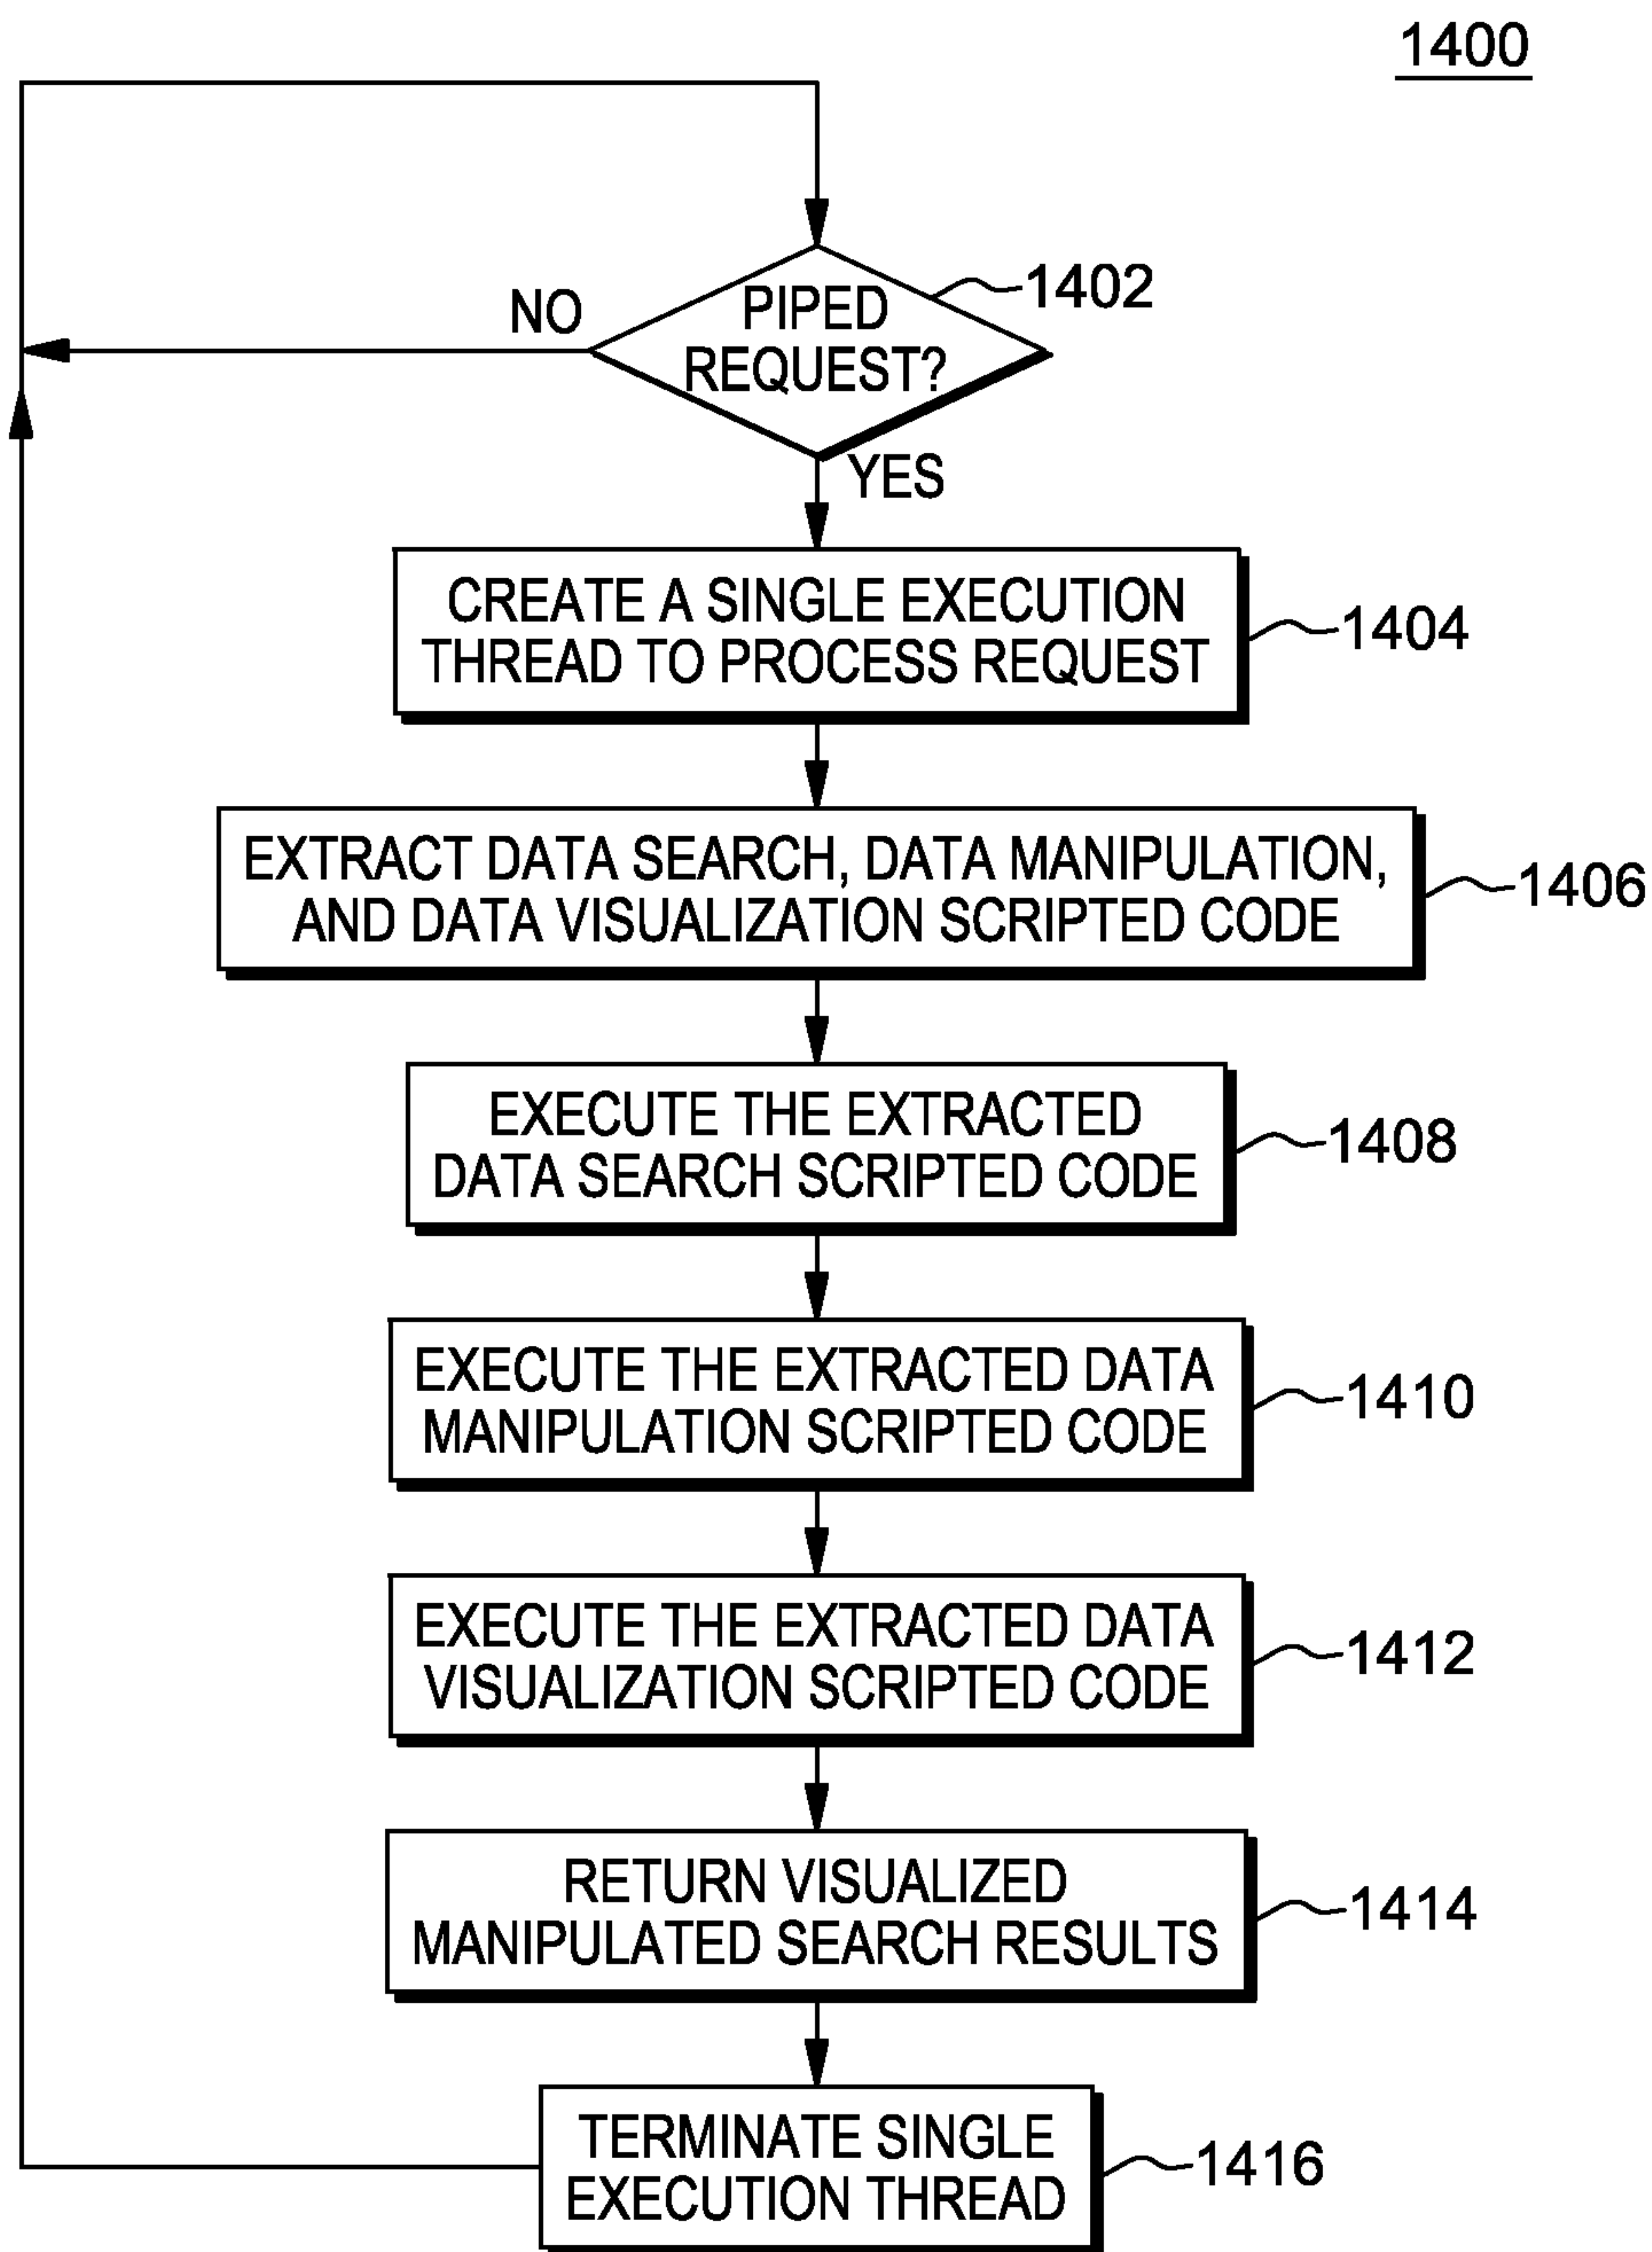 1400
PIPED
REQUEST?
1402
NO
YES
CREATE A SINGLE EXECUTION
THREAD TO PROCESS REQUEST
1404
EXTRACT DATA SEARCH, DATA MANIPULATION,
AND DATA VISUALIZATION SCRIPTED CODE
1406
EXECUTE THE EXTRACTED
DATA SEARCH SCRIPTED CODE
1408
EXECUTE THE EXTRACTED DATA
MANIPULATION SCRIPTED CODE
1410
EXECUTE THE EXTRACTED DATA
VISUALIZATION SCRIPTED CODE
1412
RETURN VISUALIZED
MANIPULATED SEARCH RESULTS
1414
TERMINATE SINGLE
EXECUTION THREAD
1416